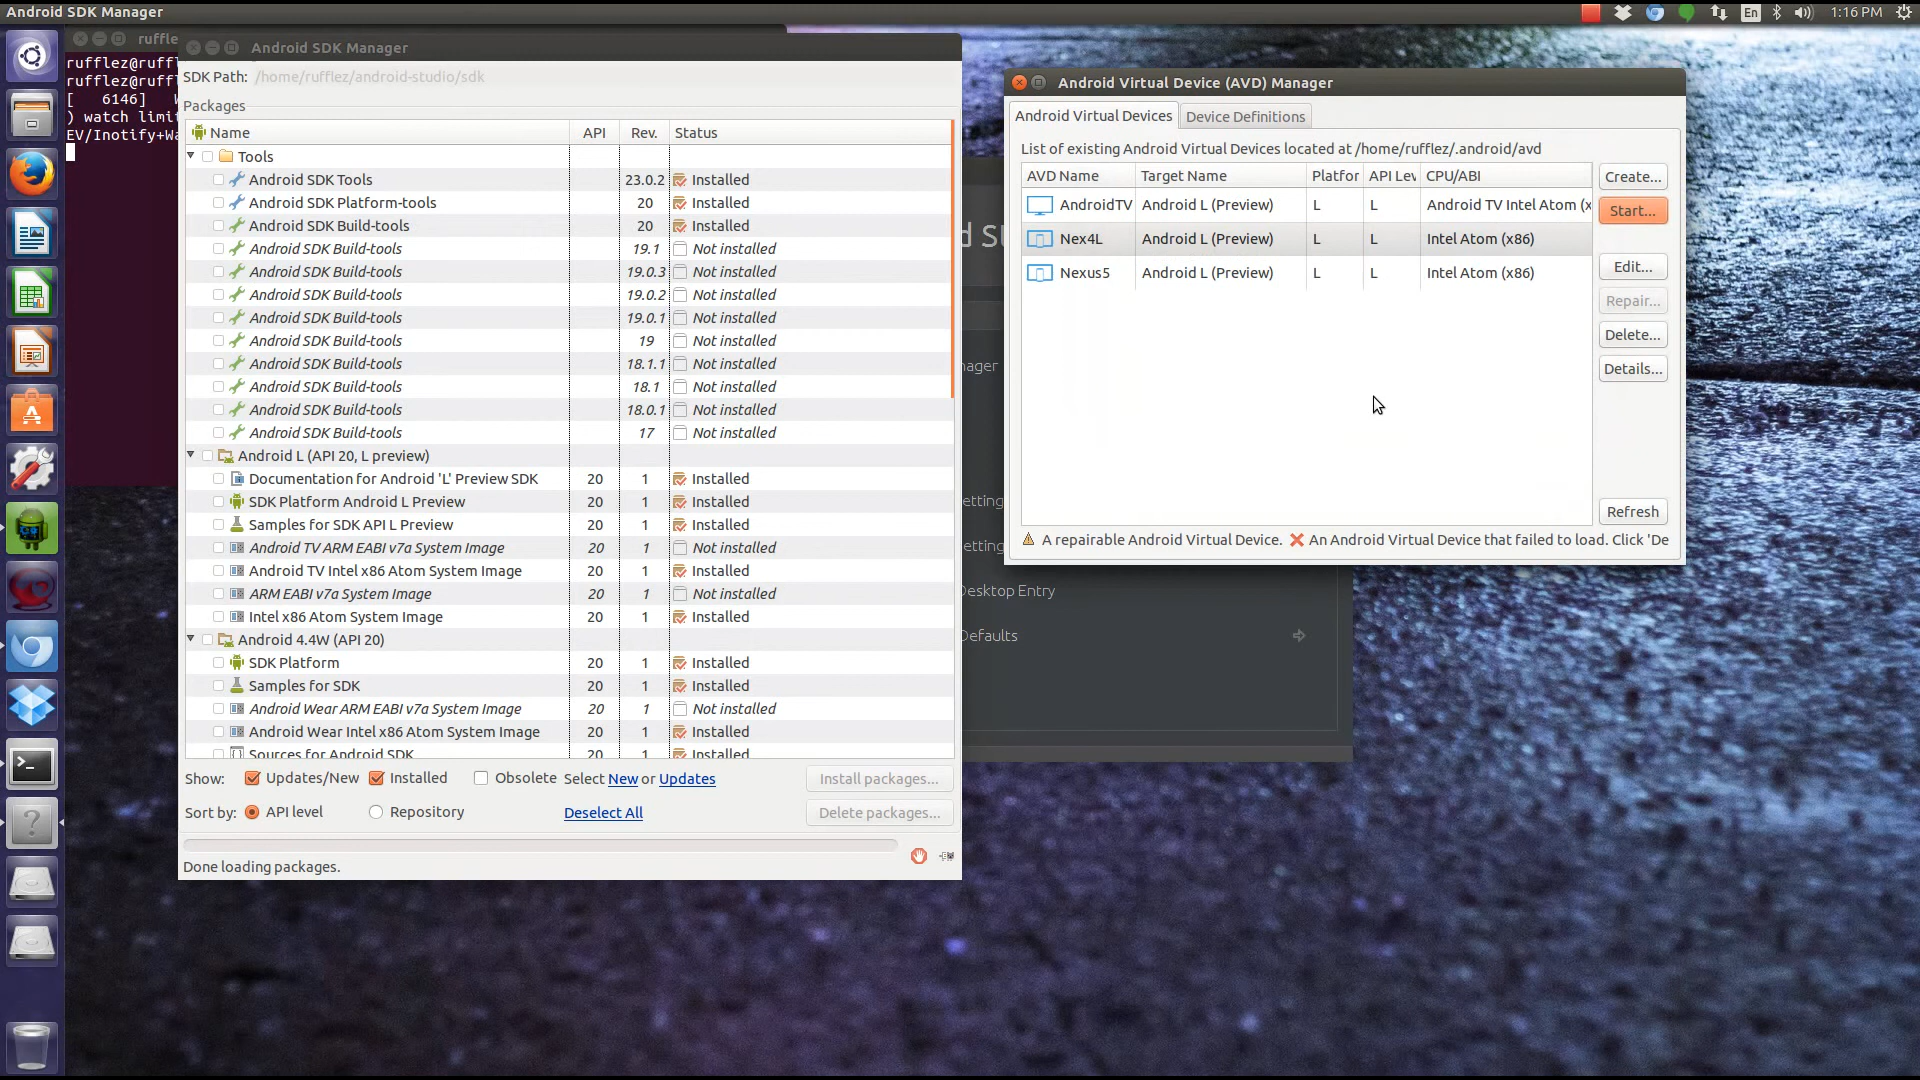 Android SDK Manager
En
1:16 PM
ruffle
rufflez@ruffl
rufflez@ruffl
[ 6146]
) watch limi
EV/Inotify+Wa
Android SDK Manager
SDK Path: /home/rufflez/android-studio/sdk
Packages
Name API Rev. Status
Tools
Android SDK Tools 23.0.2 Installed
Android SDK Platform-tools 20 Installed
Android SDK Build-tools 20 Installed
Android SDK Build-tools 19.1 Not installed
Android SDK Build-tools 19.0.3 Not installed
Android SDK Build-tools 19.0.2 Not installed
Android SDK Build-tools 19.0.1 Not installed
Android SDK Build-tools 19 Not installed
Android SDK Build-tools 18.1.1 Not installed
Android SDK Build-tools 18.1 Not installed
Android SDK Build-tools 18.0.1 Not installed
Android SDK Build-tools 17 Not installed
Android L (API 20, L preview)
Documentation for Android 'L' Preview SDK 20 1 Installed
SDK Platform Android L Preview 20 1 Installed
Samples for SDK API L Preview 20 1 Installed
Android TV ARM EABI v7a System Image 20 1 Not installed
Android TV Intel x86 Atom System Image 20 1 Installed
ARM EABI v7a System Image 20 1 Not installed
Intel x86 Atom System Image 20 1 Installed
Android 4.4W (API 20)
SDK Platform 20 1 Installed
Samples for SDK 20 1 Installed
Android Wear ARM EABI v7a System Image 20 1 Not installed
Android Wear Intel x86 Atom System Image 20 1 Installed
Sources for Android SDK 20 1 Installed
Show: Updates/New Installed Obsolete Select New or Updates
Install packages...
Sort by: API level Repository Deselect All
Delete packages...
Done loading packages.
Android Virtual Device (AVD) Manager
Android Virtual Devices Device Definitions
List of existing Android Virtual Devices located at /home/rufflez/.android/avd
AVD Name Target Name Platfor API Lev CPU/ABI
AndroidTV Android L (Preview) L L Android TV Intel Atom (x
Nex4L Android L (Preview) L L Intel Atom (x86)
Nexus5 Android L (Preview) L L Intel Atom (x86)
Create...
Start...
Edit...
Repair...
Delete...
Details...
Refresh
A repairable Android Virtual Device. An Android Virtual Device that failed to load. Click 'De
d St
nager
etting
etting
Desktop Entry
Defaults